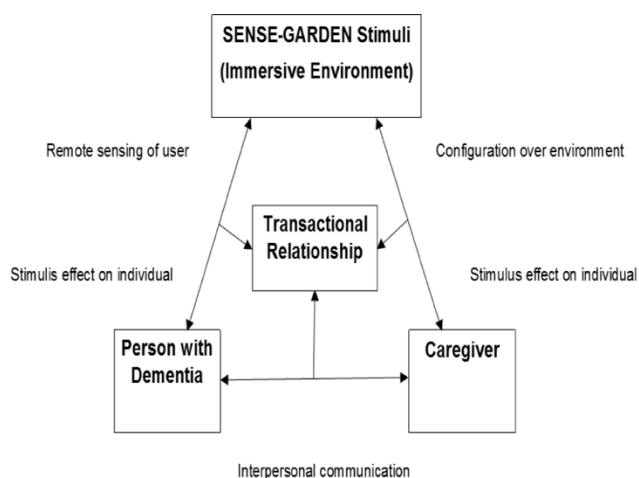 SENSE-GARDEN Stimuli
(Immersive Environment)
Remote sensing of user
Configuration over environment
Transactional
Relationship
Stimulis effect on individual
Stimulus effect on individual
Person with
Dementia
Caregiver
Interpersonal communication